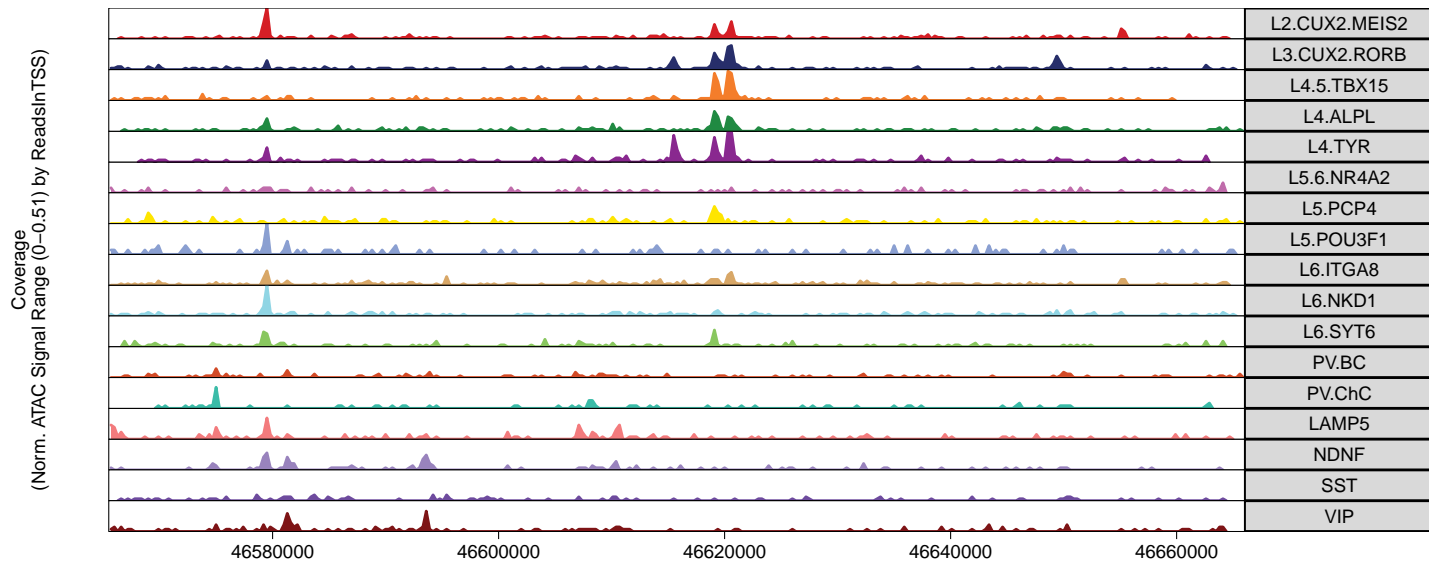 Coverage
(Norm. ATAC Signal Range (0−0.51) by ReadsInTSS)
L2.CUX2.MEIS2
L3.CUX2.RORB
L4.5.TBX15
L4.ALPL
L4.TYR
L5.6.NR4A2
L5.PCP4
L5.POU3F1
L6.ITGA8
L6.NKD1
L6.SYT6
PV.BC
PV.ChC
LAMP5
NDNF
SST
VIP
46580000 46600000 46620000 46640000 46660000